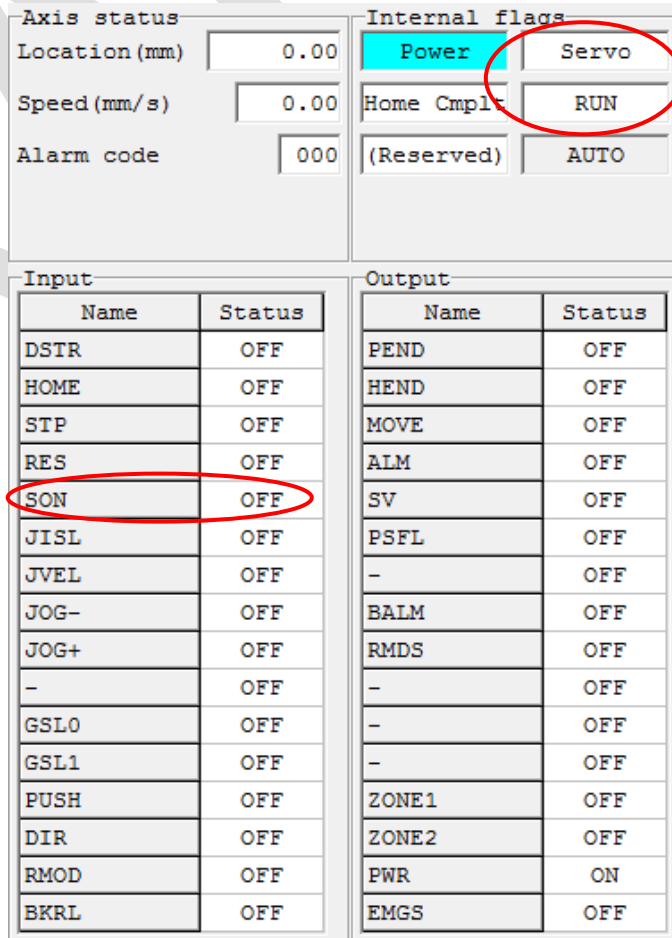 Axis status
Internal flags
Location(mm) 0.00 Power Servo
Speed(mm/s) 0.00 Home Cmplt RUN
Alarm code 000 (Reserved) AUTO
Input
Output
Name Status Name Status
DSTR OFF PEND OFF
HOME OFF HEND OFF
STP OFF MOVE OFF
RES OFF ALM OFF
SON OFF SV OFF
JISL OFF PSFL OFF
JVEL OFF - OFF
JOG- OFF BALM OFF
JOG+ OFF RMDS OFF
- OFF - OFF
GSL0 OFF - OFF
GSL1 OFF - OFF
PUSH OFF ZONE1 OFF
DIR OFF ZONE2 OFF
RMOD OFF PWR ON
BKRL OFF EMGS OFF